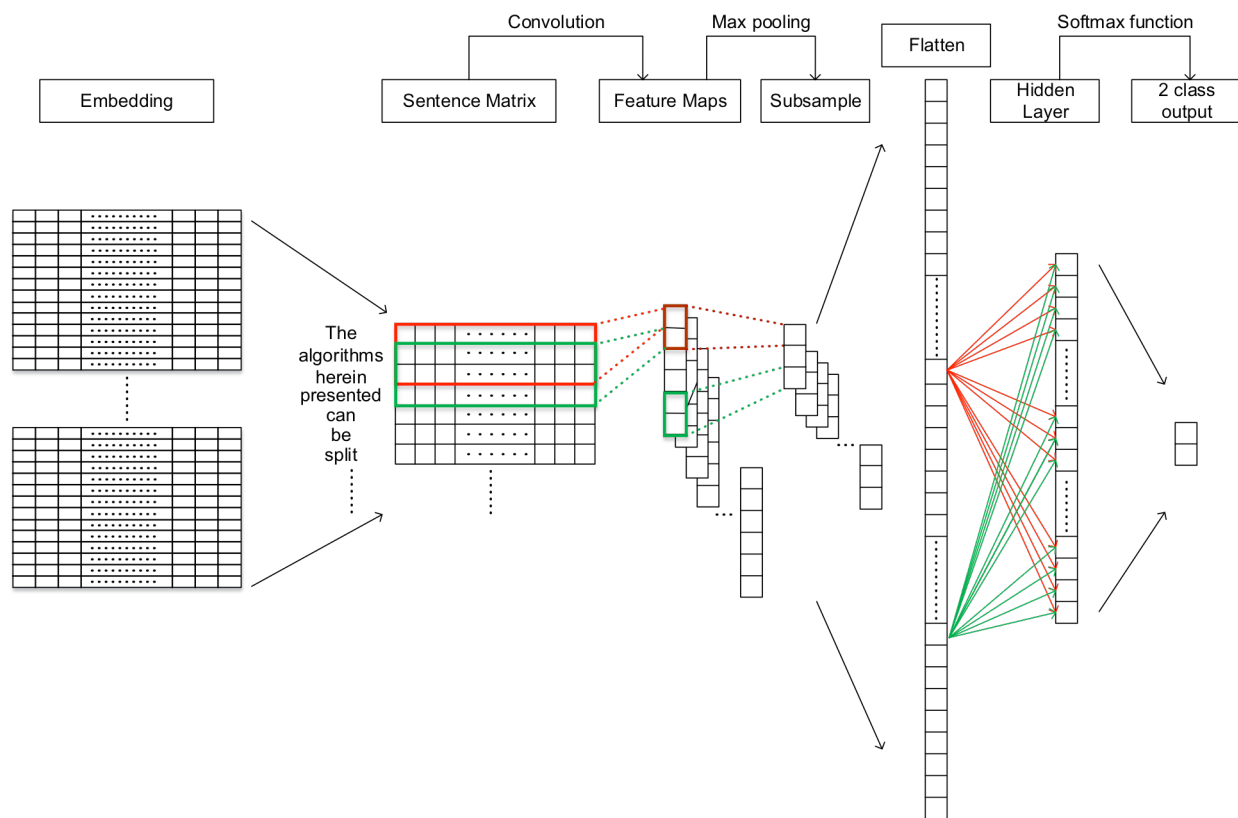 Convolution
Max pooling
Flatten
Softmax function
Embedding
Sentence Matrix
Feature Maps
Subsample
Hidden
Layer
2 class
output
The
algorithms
herein
presented
can
be
split